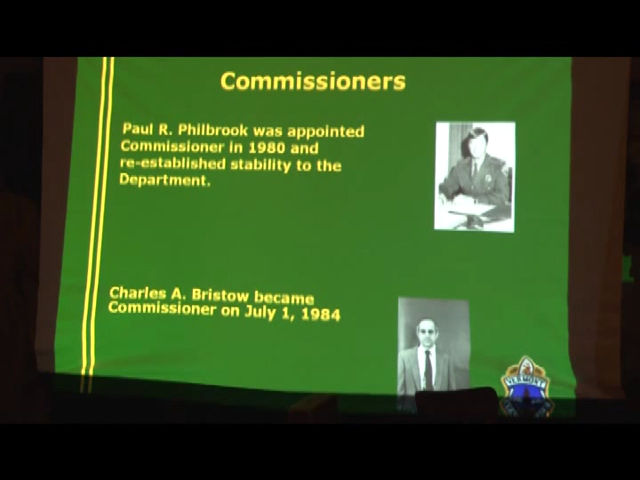 Commissioners
Paul R. Philbrook was appointed
Commissioner in 1980 and
re-established stability to the
Department.
Charles A. Bristow became
Commissioner on July 1, 1984
VERMONT